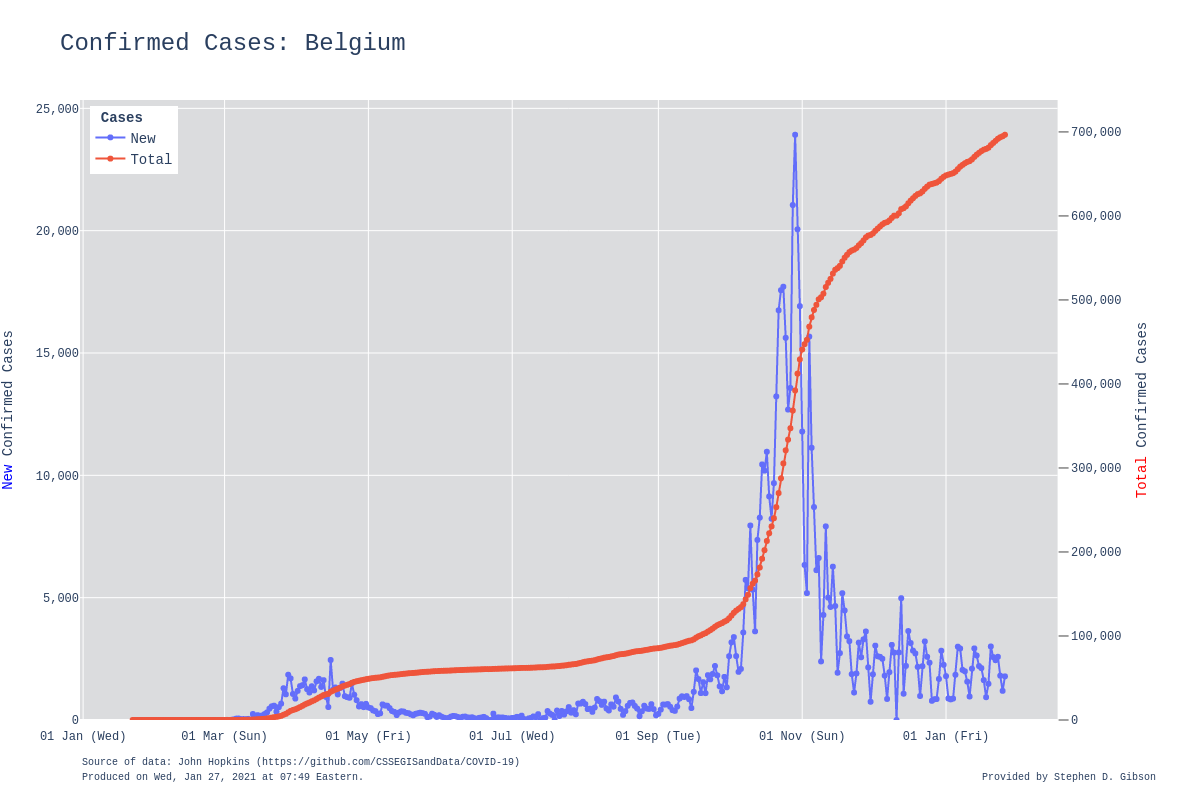 Confirmed Cases: Belgium
Cases
New
Total
25,000
20,000
15,000
10,000
5,000
0
New Confirmed Cases
700,000
600,000
500,000
400,000
300,000
200,000
100,000
0
Total Confirmed Cases
01 Jan (Wed) 01 Mar (Sun) 01 May (Fri) 01 Jul (Wed) 01 Sep (Tue) 01 Nov (Sun) 01 Jan (Fri)
Source of data: John Hopkins (https://github.com/CSSEGISandData/COVID-19)
Produced on Wed, Jan 27, 2021 at 07:49 Eastern.
Provided by Stephen D. Gibson